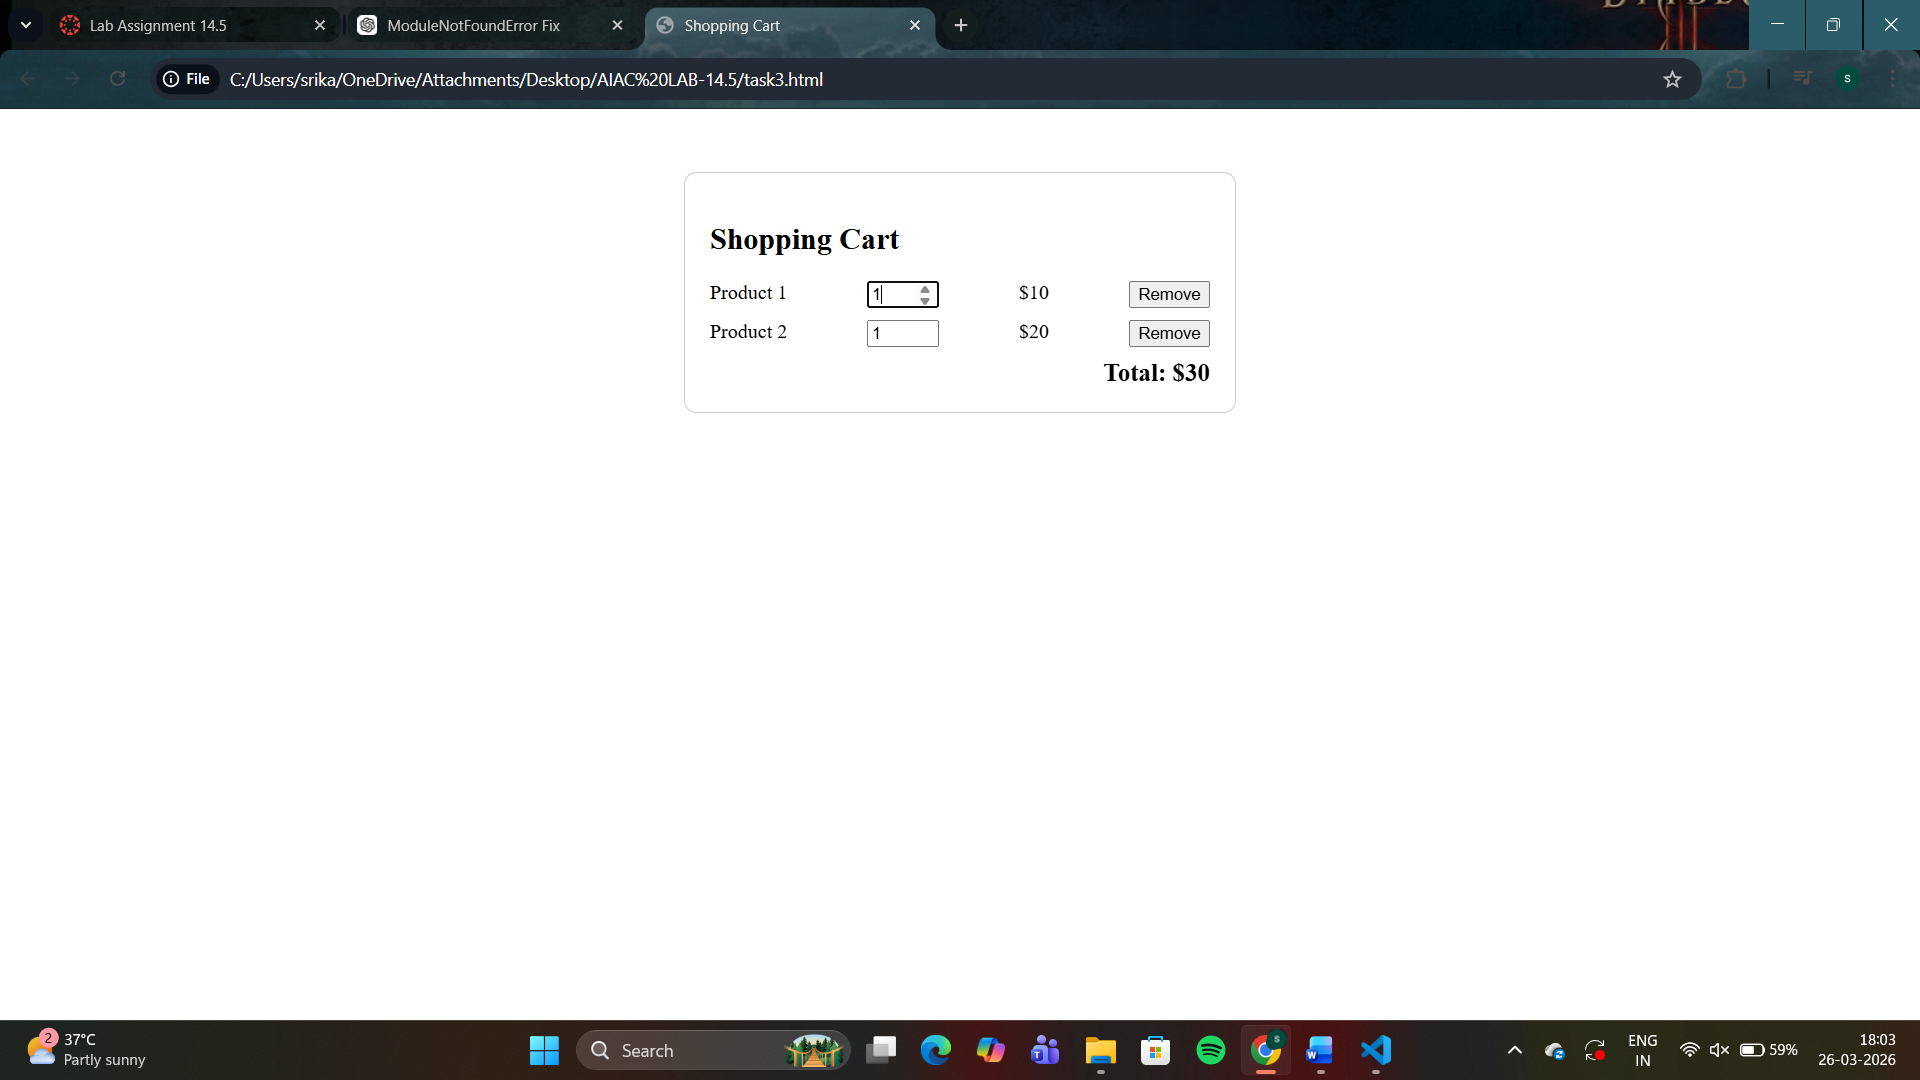 Lab Assignment 14.5
ModuleNotFoundError Fix
Shopping Cart
File
C:/Users/srika/OneDrive/Attachments/Desktop/AIAC%20LAB-14.5/task3.html
S
Shopping Cart
Product 1 1 $10 Remove
Product 2 1 $20 Remove
Total: $30
2
37°C
Partly sunny
Search
ENG
IN
59%
18:03
26-03-2026